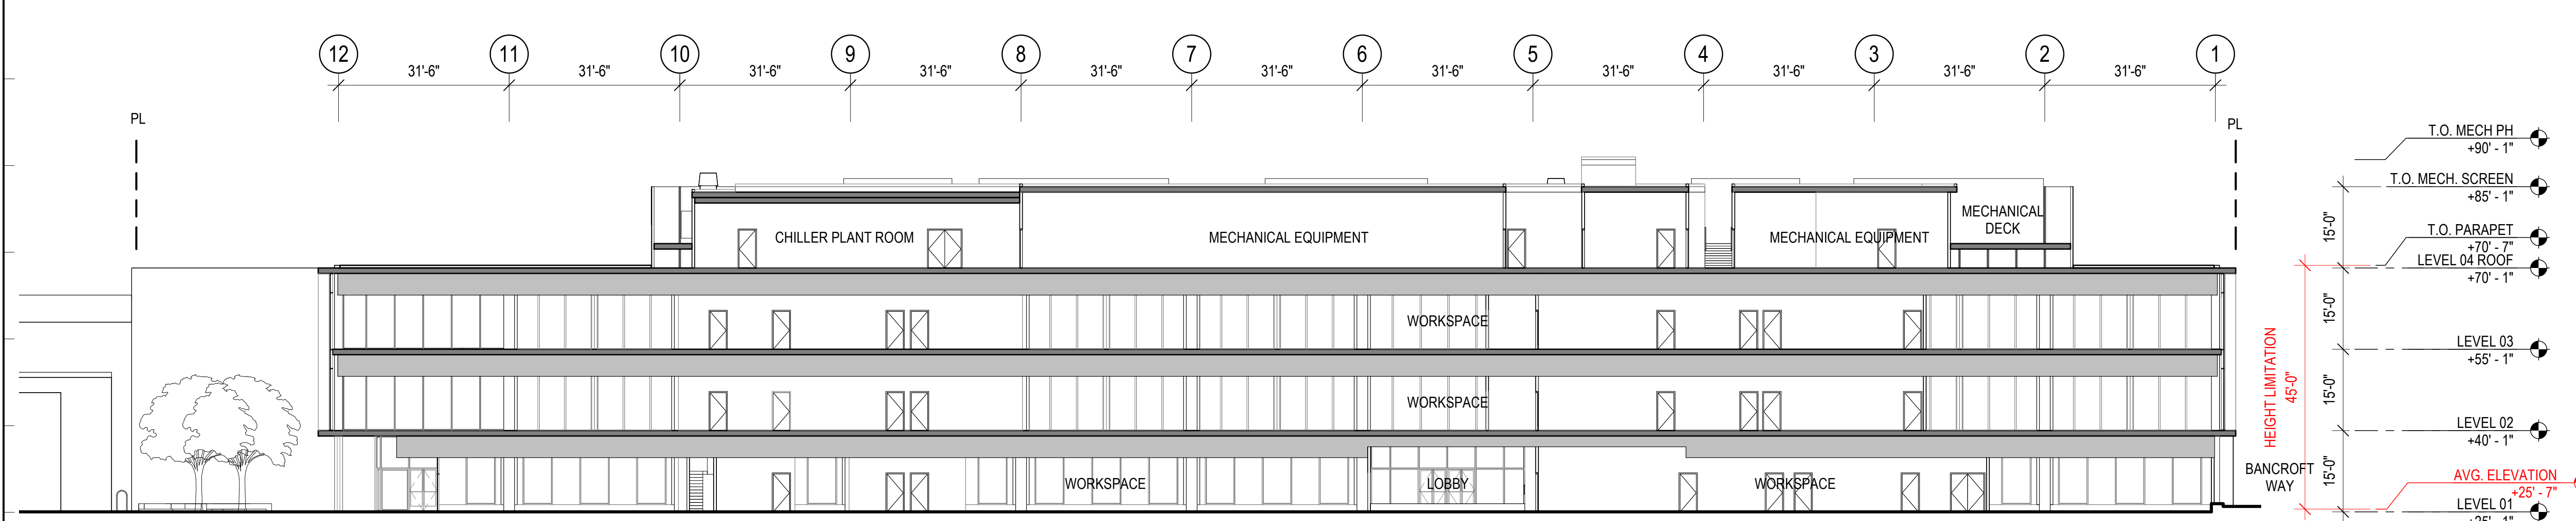 12 11 10 9 8 7 6 5 4 3 2 1
31'-6" 31'-6" 31'-6" 31'-6" 31'-6" 31'-6" 31'-6" 31'-6" 31'-6" 31'-6" 31'-6"
PL PL
T.O. MECH PH
+90' - 1"
T.O. MECH. SCREEN
+85' - 1"
T.O. PARAPET
+70' - 7"
LEVEL 04 ROOF
+70' - 1"
LEVEL 03
+55' - 1"
LEVEL 02
+40' - 1"
AVG. ELEVATION
+25' - 7"
LEVEL 01
+25' - 1"
15'-0"
15'-0"
15'-0"
15'-0"
HEIGHT LIMITATION
45'-0"
BANCROFT
WAY
CHILLER PLANT ROOM
MECHANICAL EQUIPMENT
MECHANICAL EQUIPMENT
MECHANICAL
DECK
WORKSPACE
WORKSPACE
WORKSPACE
LOBBY
WORKSPACE